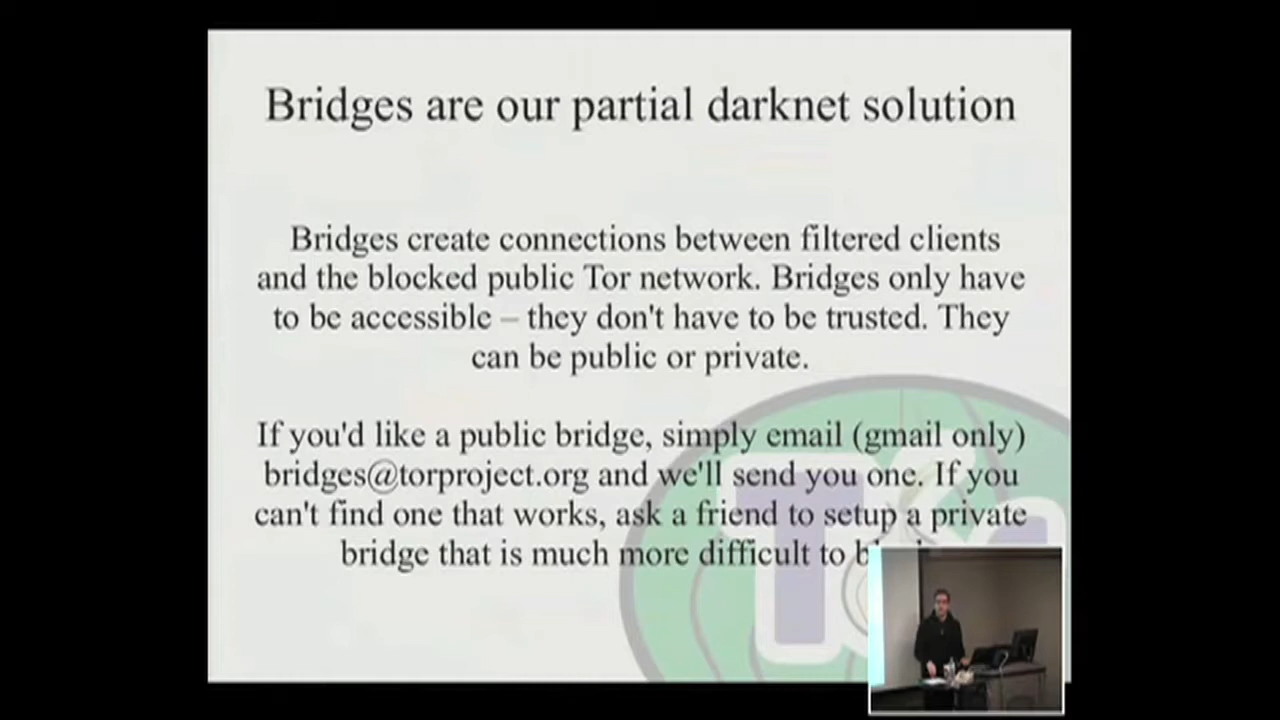 Bridges are our partial darknet solution
Bridges create connections between filtered clients
and the blocked public Tor network. Bridges only have
to be accessible – they don't have to be trusted. They
can be public or private.
If you'd like a public bridge, simply email (gmail only)
bridges@torproject.org and we'll send you one. If you
can't find one that works, ask a friend to setup a private
bridge that is much more difficult to